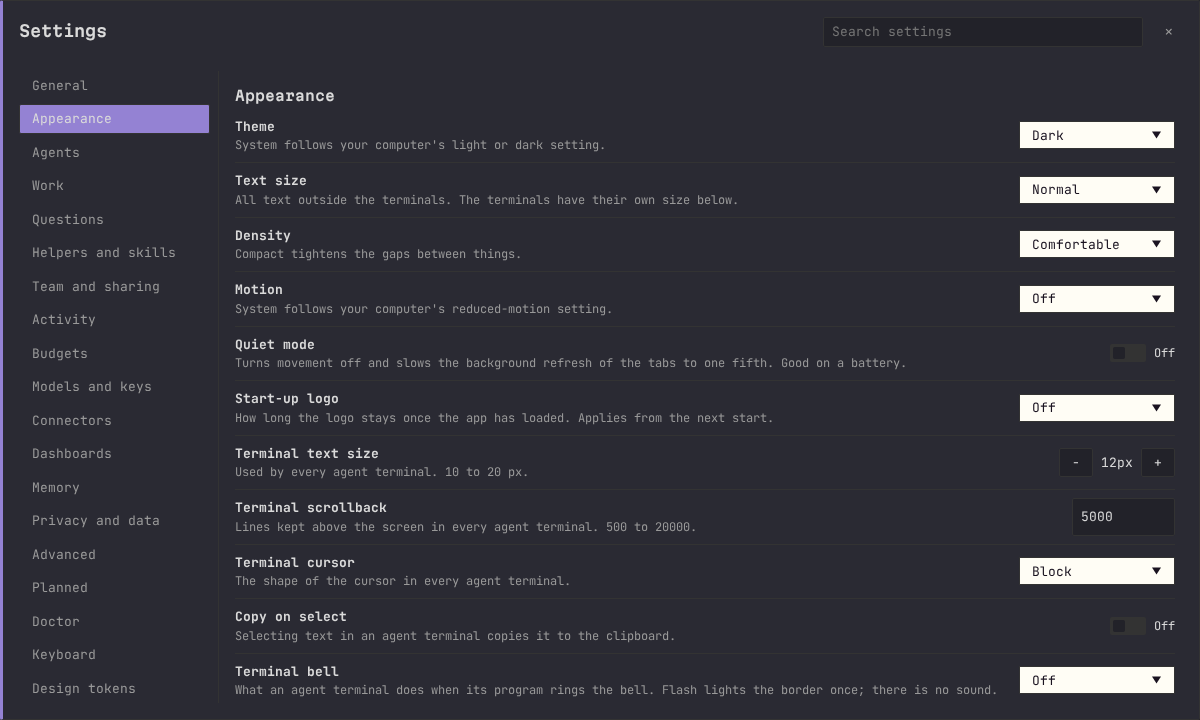 Settings
Search settings
×
General
Appearance
Agents
Work
Questions
Helpers and skills
Team and sharing
Activity
Budgets
Models and keys
Connectors
Dashboards
Memory
Privacy and data
Advanced
Planned
Doctor
Keyboard
Design tokens
Appearance
Theme
System follows your computer's light or dark setting.
Dark
Text size
All text outside the terminals. The terminals have their own size below.
Normal
Density
Compact tightens the gaps between things.
Comfortable
Motion
System follows your computer's reduced-motion setting.
Off
Quiet mode
Turns movement off and slows the background refresh of the tabs to one fifth. Good on a battery.
Off
Start-up logo
How long the logo stays once the app has loaded. Applies from the next start.
Off
Terminal text size
Used by every agent terminal. 10 to 20 px.
- 12px +
Terminal scrollback
Lines kept above the screen in every agent terminal. 500 to 20000.
5000
Terminal cursor
The shape of the cursor in every agent terminal.
Block
Copy on select
Selecting text in an agent terminal copies it to the clipboard.
Off
Terminal bell
What an agent terminal does when its program rings the bell. Flash lights the border once; there is no sound.
Off